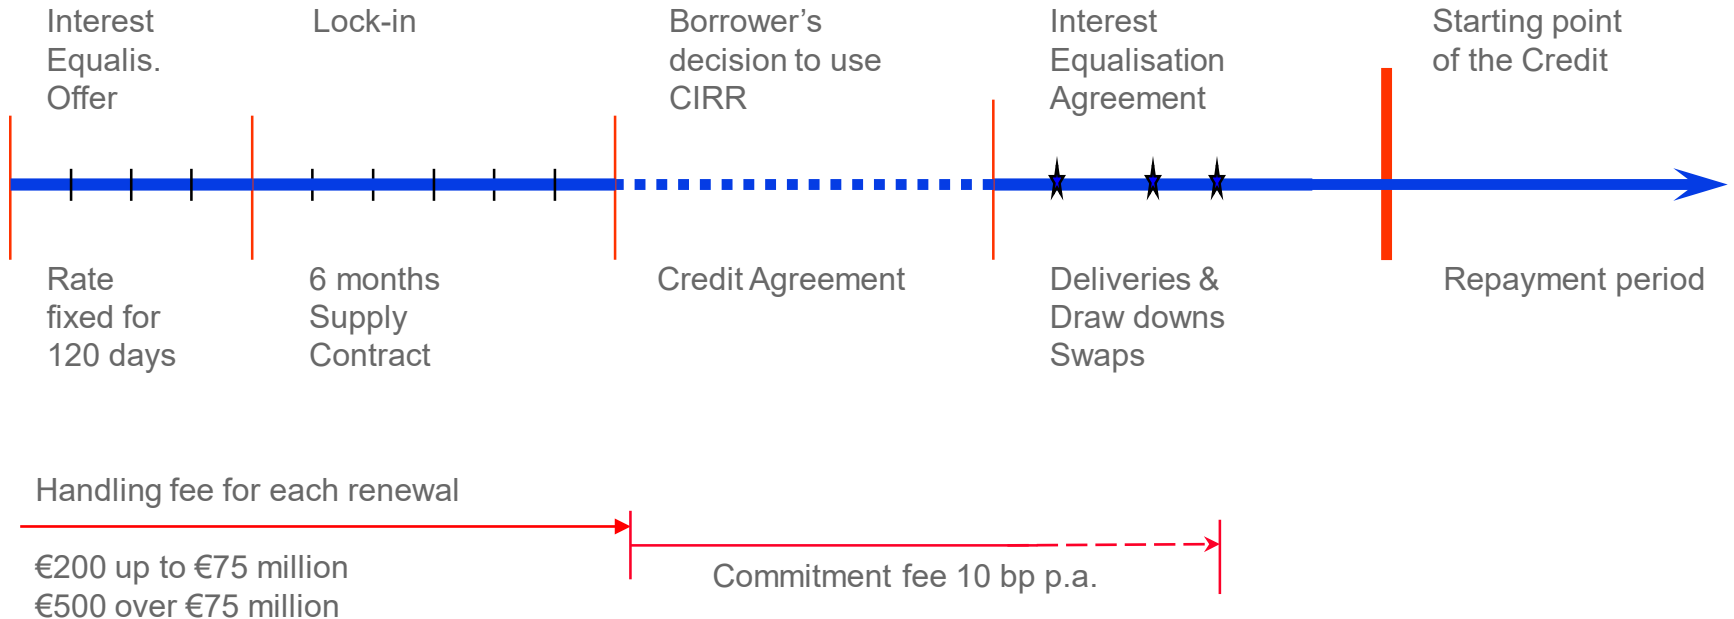 Interest
Equalis.
Offer
Lock-in
Borrower’s
decision to use
CIRR
Interest
Equalisation
Agreement
Starting point
of the Credit
Rate
fixed for
120 days
6 months
Supply
Contract
Credit Agreement
Deliveries &
Draw downs
Swaps
Repayment period
Handling fee for each renewal
€200 up to €75 million
€500 over €75 million
Commitment fee 10 bp p.a.